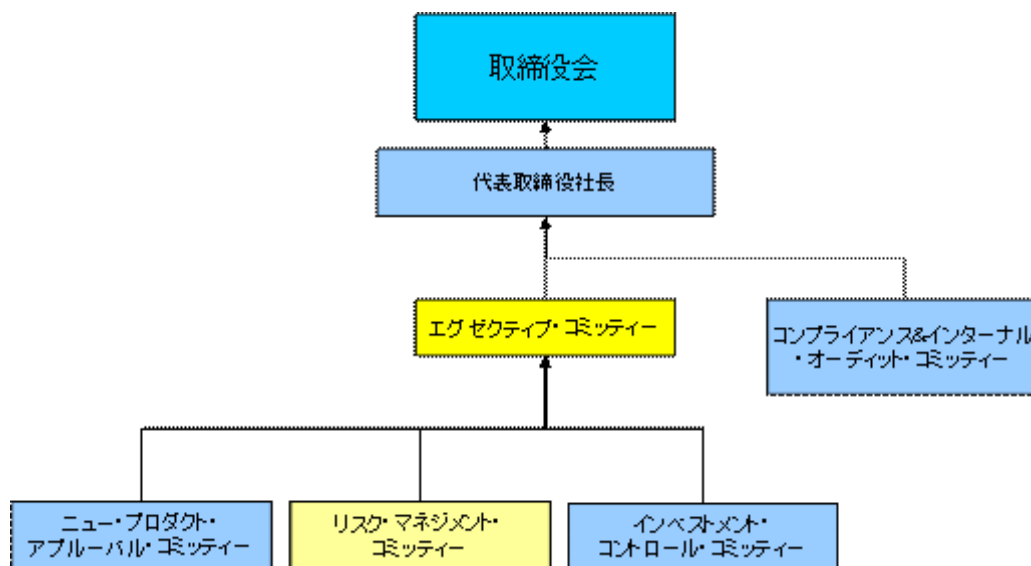 取締役会
代表取締役社長
エグゼクティブ・コミッティー
コンプライアンス&インターナル
・オーディット・コミッティー
ニュー・プロダクト・
アプルーバル・コミッティー
リスク・マネジメント・
コミッティー
インベストメント・
コントロール・コミッティー